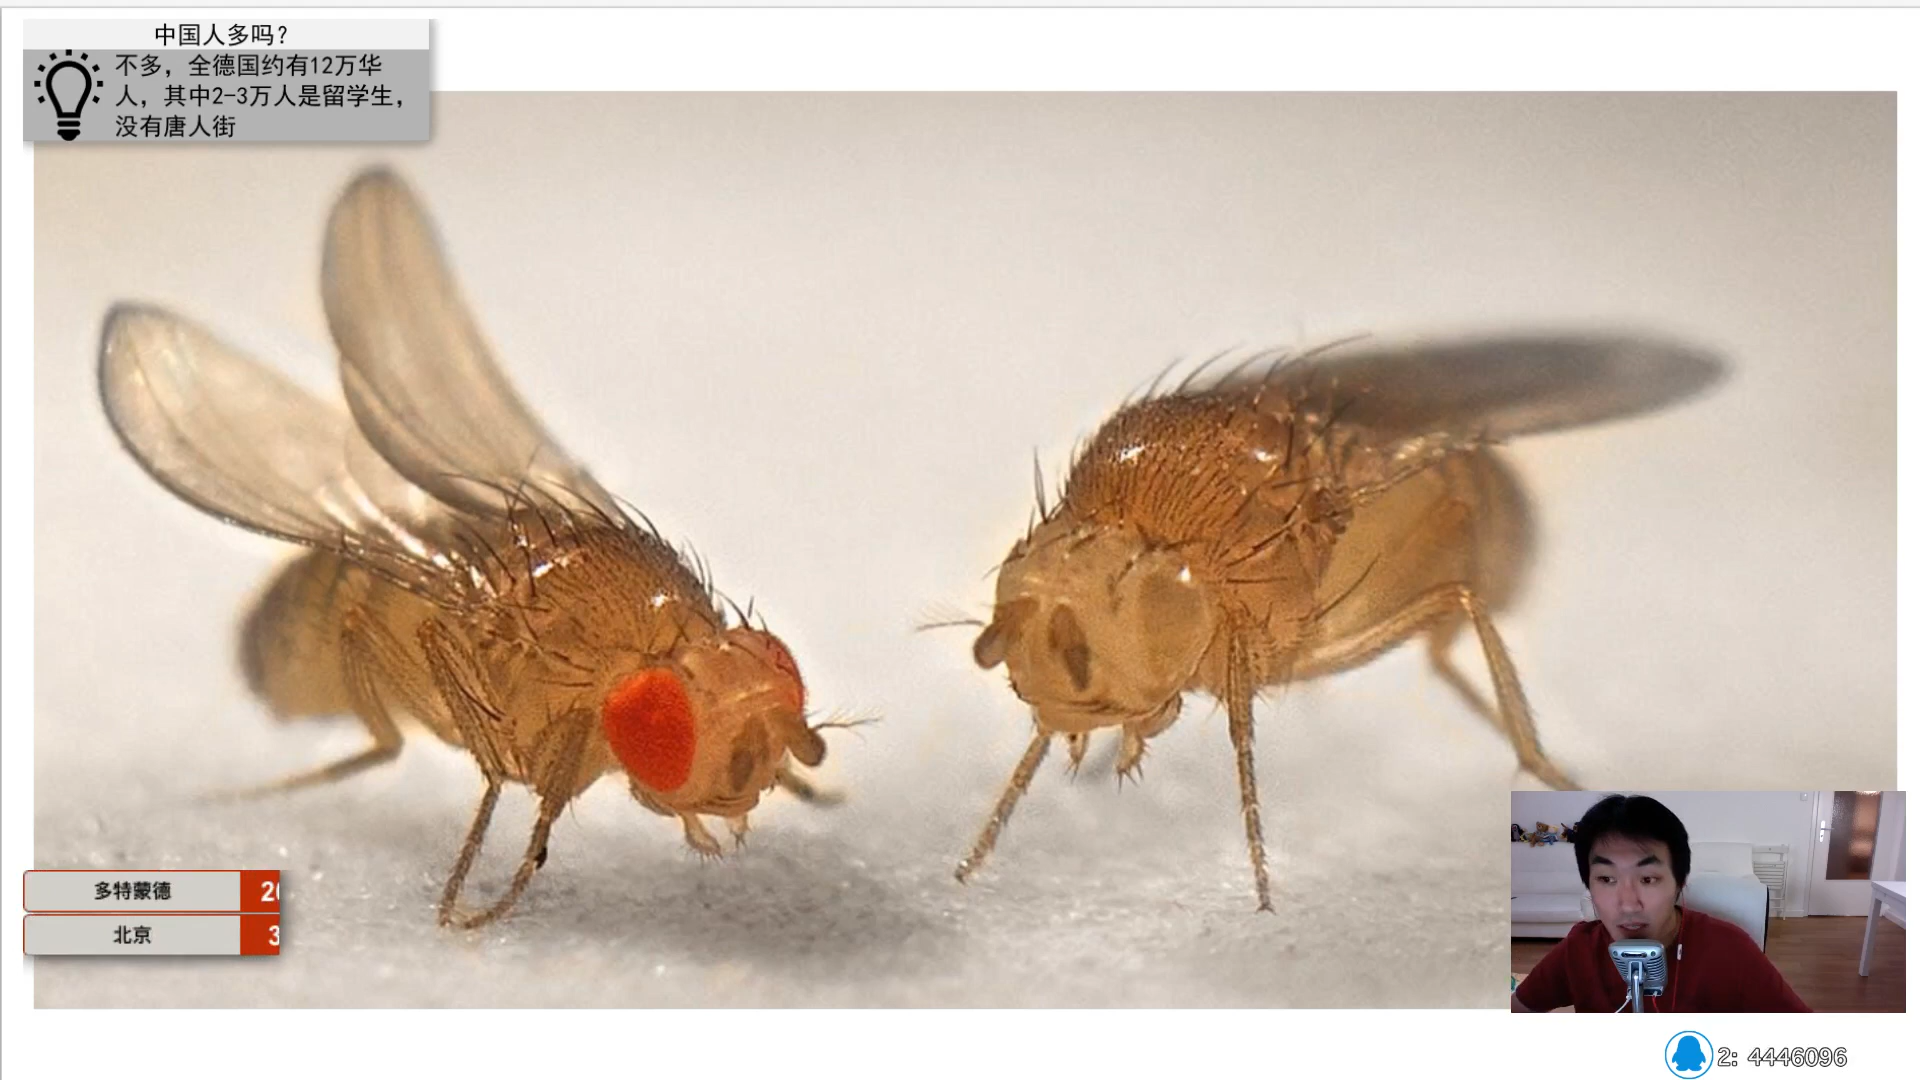 中国人多吗?
不多，全德国约有12万华
人，其中2-3万人是留学生，
没有唐人街
多特蒙德
北京
2: 4446096